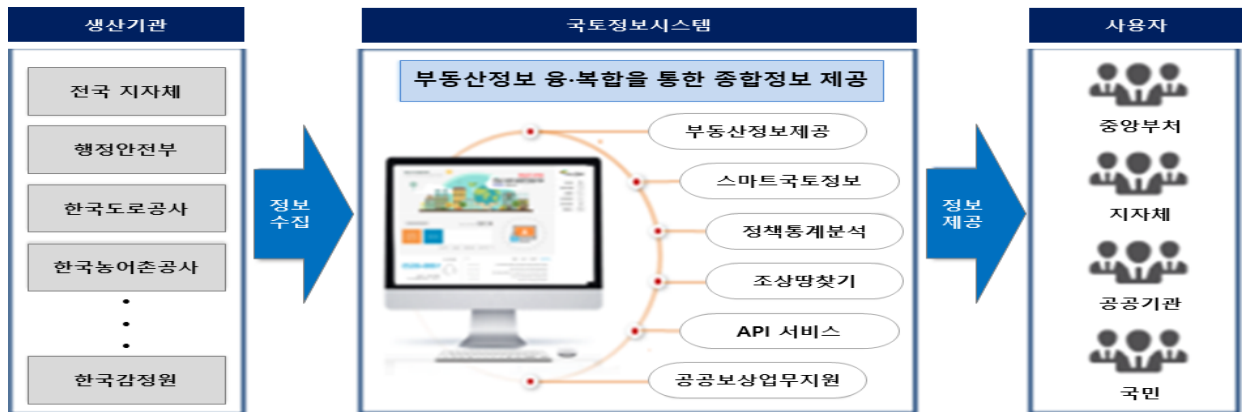 생산기관
전국 지자체
행정안전부
한국도로공사
한국농어촌공사
한국감정원
정보
수집
국토정보시스템
부동산정보 융·복합을 통한 종합정보 제공
부동산정보제공
스마트국토정보
정책통계분석
조상땅찾기
API 서비스
공공보상업무지원
정보
제공
사용자
중앙부처
지자체
공공기관
국민